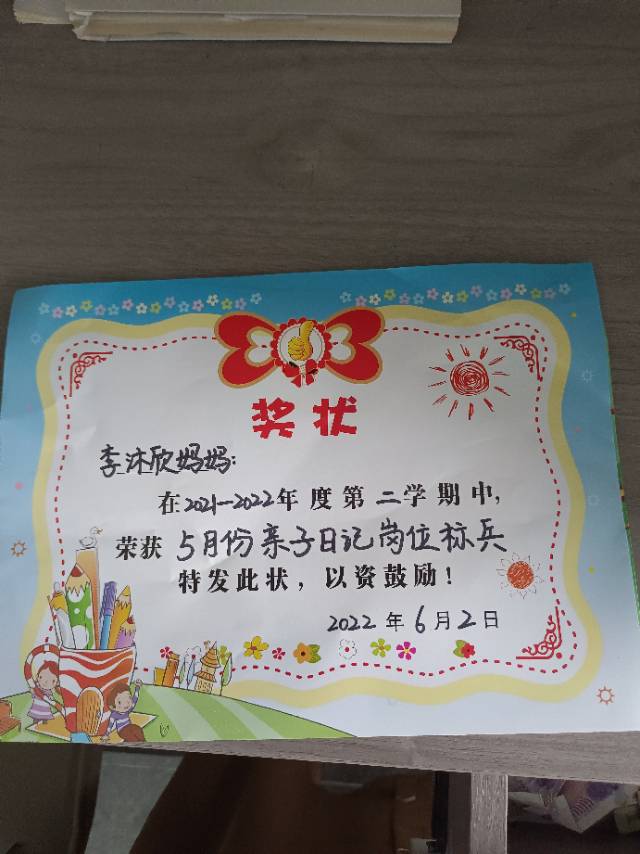 奖状
李沐欣妈妈:
在2021—2022年度第二学期中,
荣获5月份亲子日记岗位标兵
特发此状，以资鼓励！
2022年6月2日